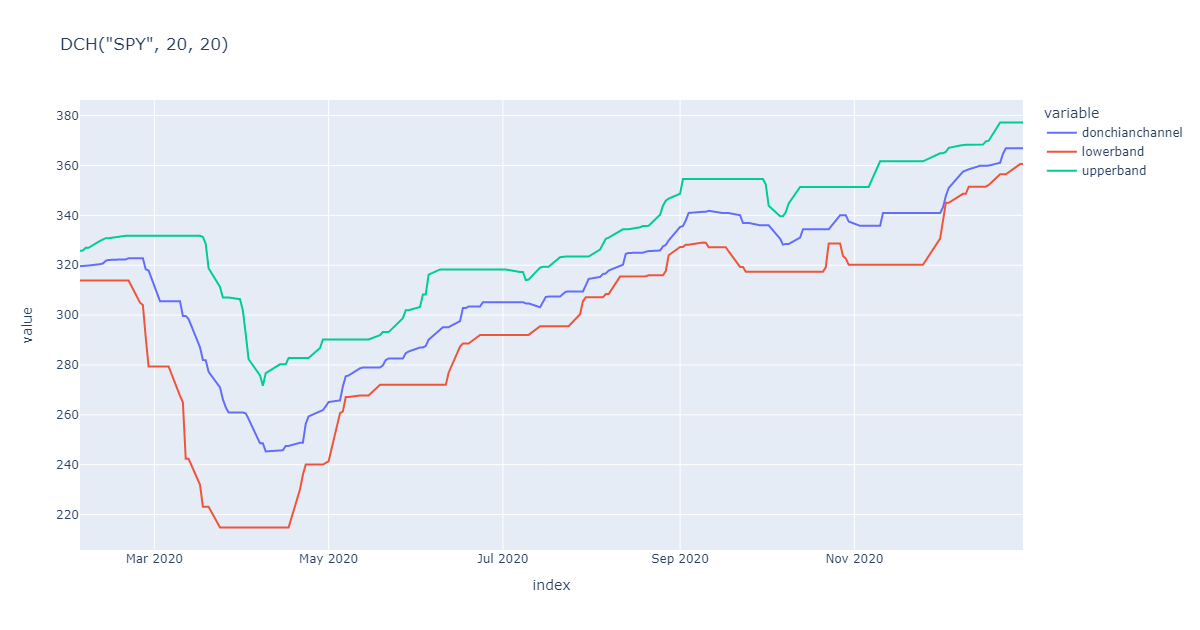 DCH("SPY", 20, 20)
variable
donchianchannel
lowerband
upperband
value
380
360
340
320
300
280
260
240
220
Mar 2020
May 2020
Jul 2020
Sep 2020
Nov 2020
index